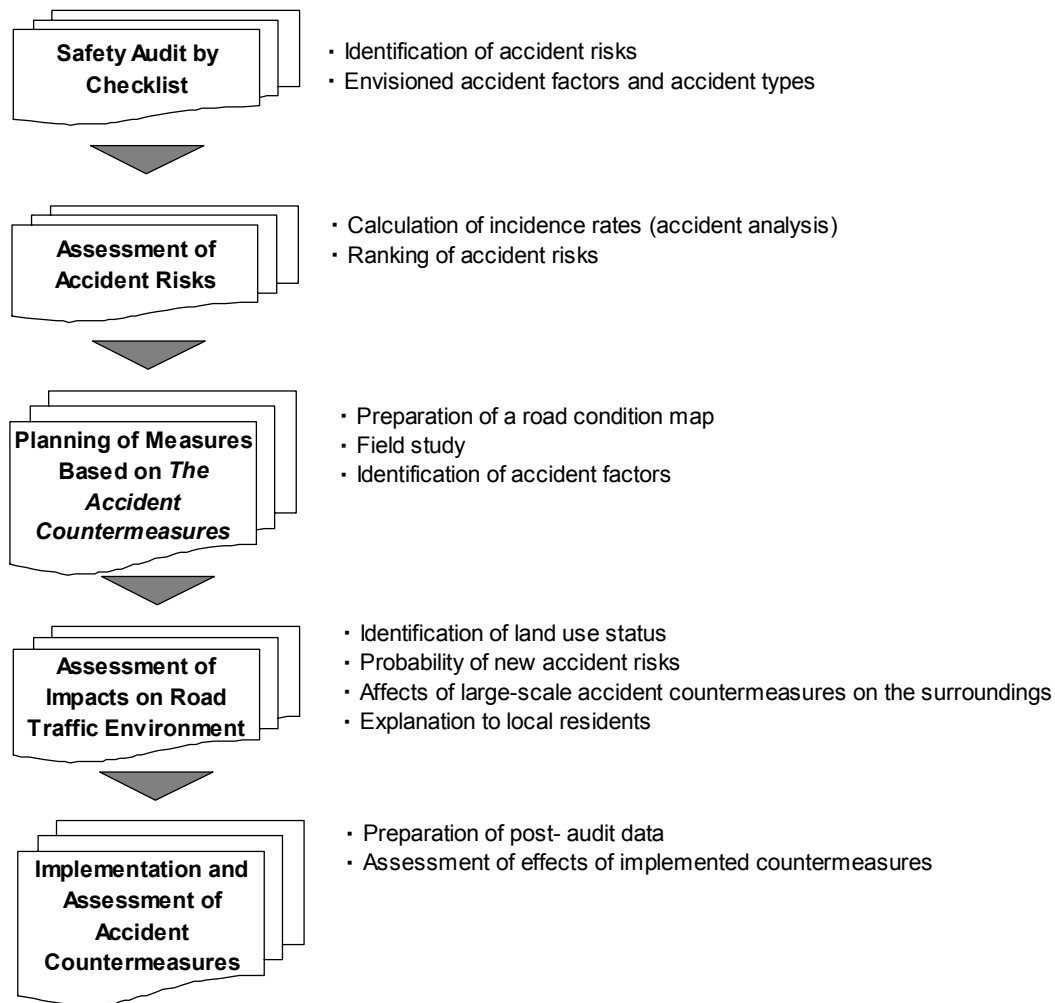 Safety Audit by
Checklist
・Identification of accident risks
・Envisioned accident factors and accident types
Assessment of
Accident Risks
・Calculation of incidence rates (accident analysis)
・Ranking of accident risks
Planning of Measures
Based on The
Accident
Countermeasures
・Preparation of a road condition map
・Field study
・Identification of accident factors
Assessment of
Impacts on Road
Traffic Environment
・Identification of land use status
・Probability of new accident risks
・Affects of large-scale accident countermeasures on the surroundings
・Explanation to local residents
Implementation and
Assessment of
Accident
Countermeasures
・Preparation of post- audit data
・Assessment of effects of implemented countermeasures